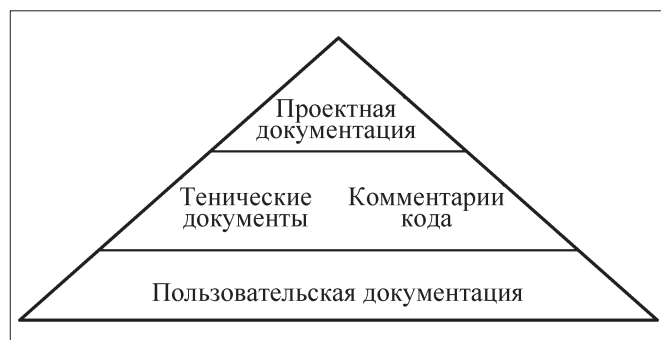 Проектная
документация
Тенические Комментарии
документы кода
Пользовательская документация